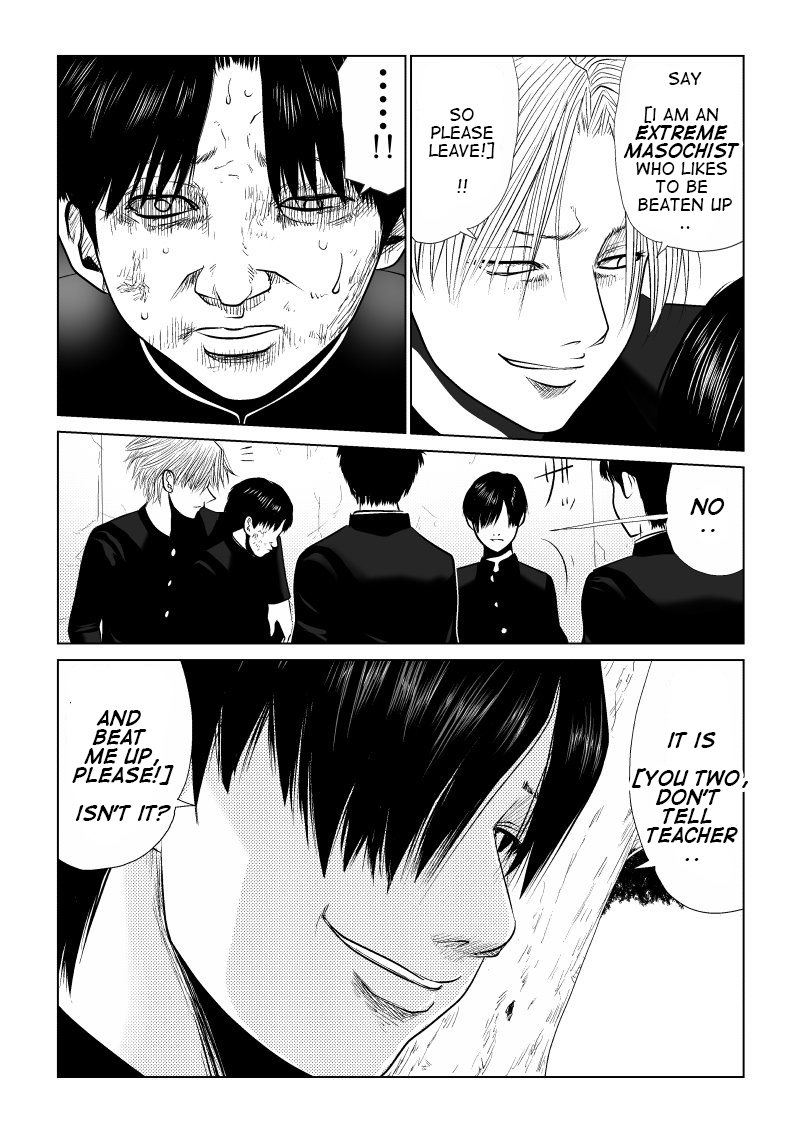 SAY
[I AM AN
EXTREME
MASOCHIST
WHO LIKES
TO BE
BEATEN UP
..
SO
PLEASE
LEAVE!]
!!
......!!
NO
..
IT IS
[YOU TWO,
DON'T
TELL
TEACHER
..
AND
BEAT
ME UP,
PLEASE!]
ISN'T IT?